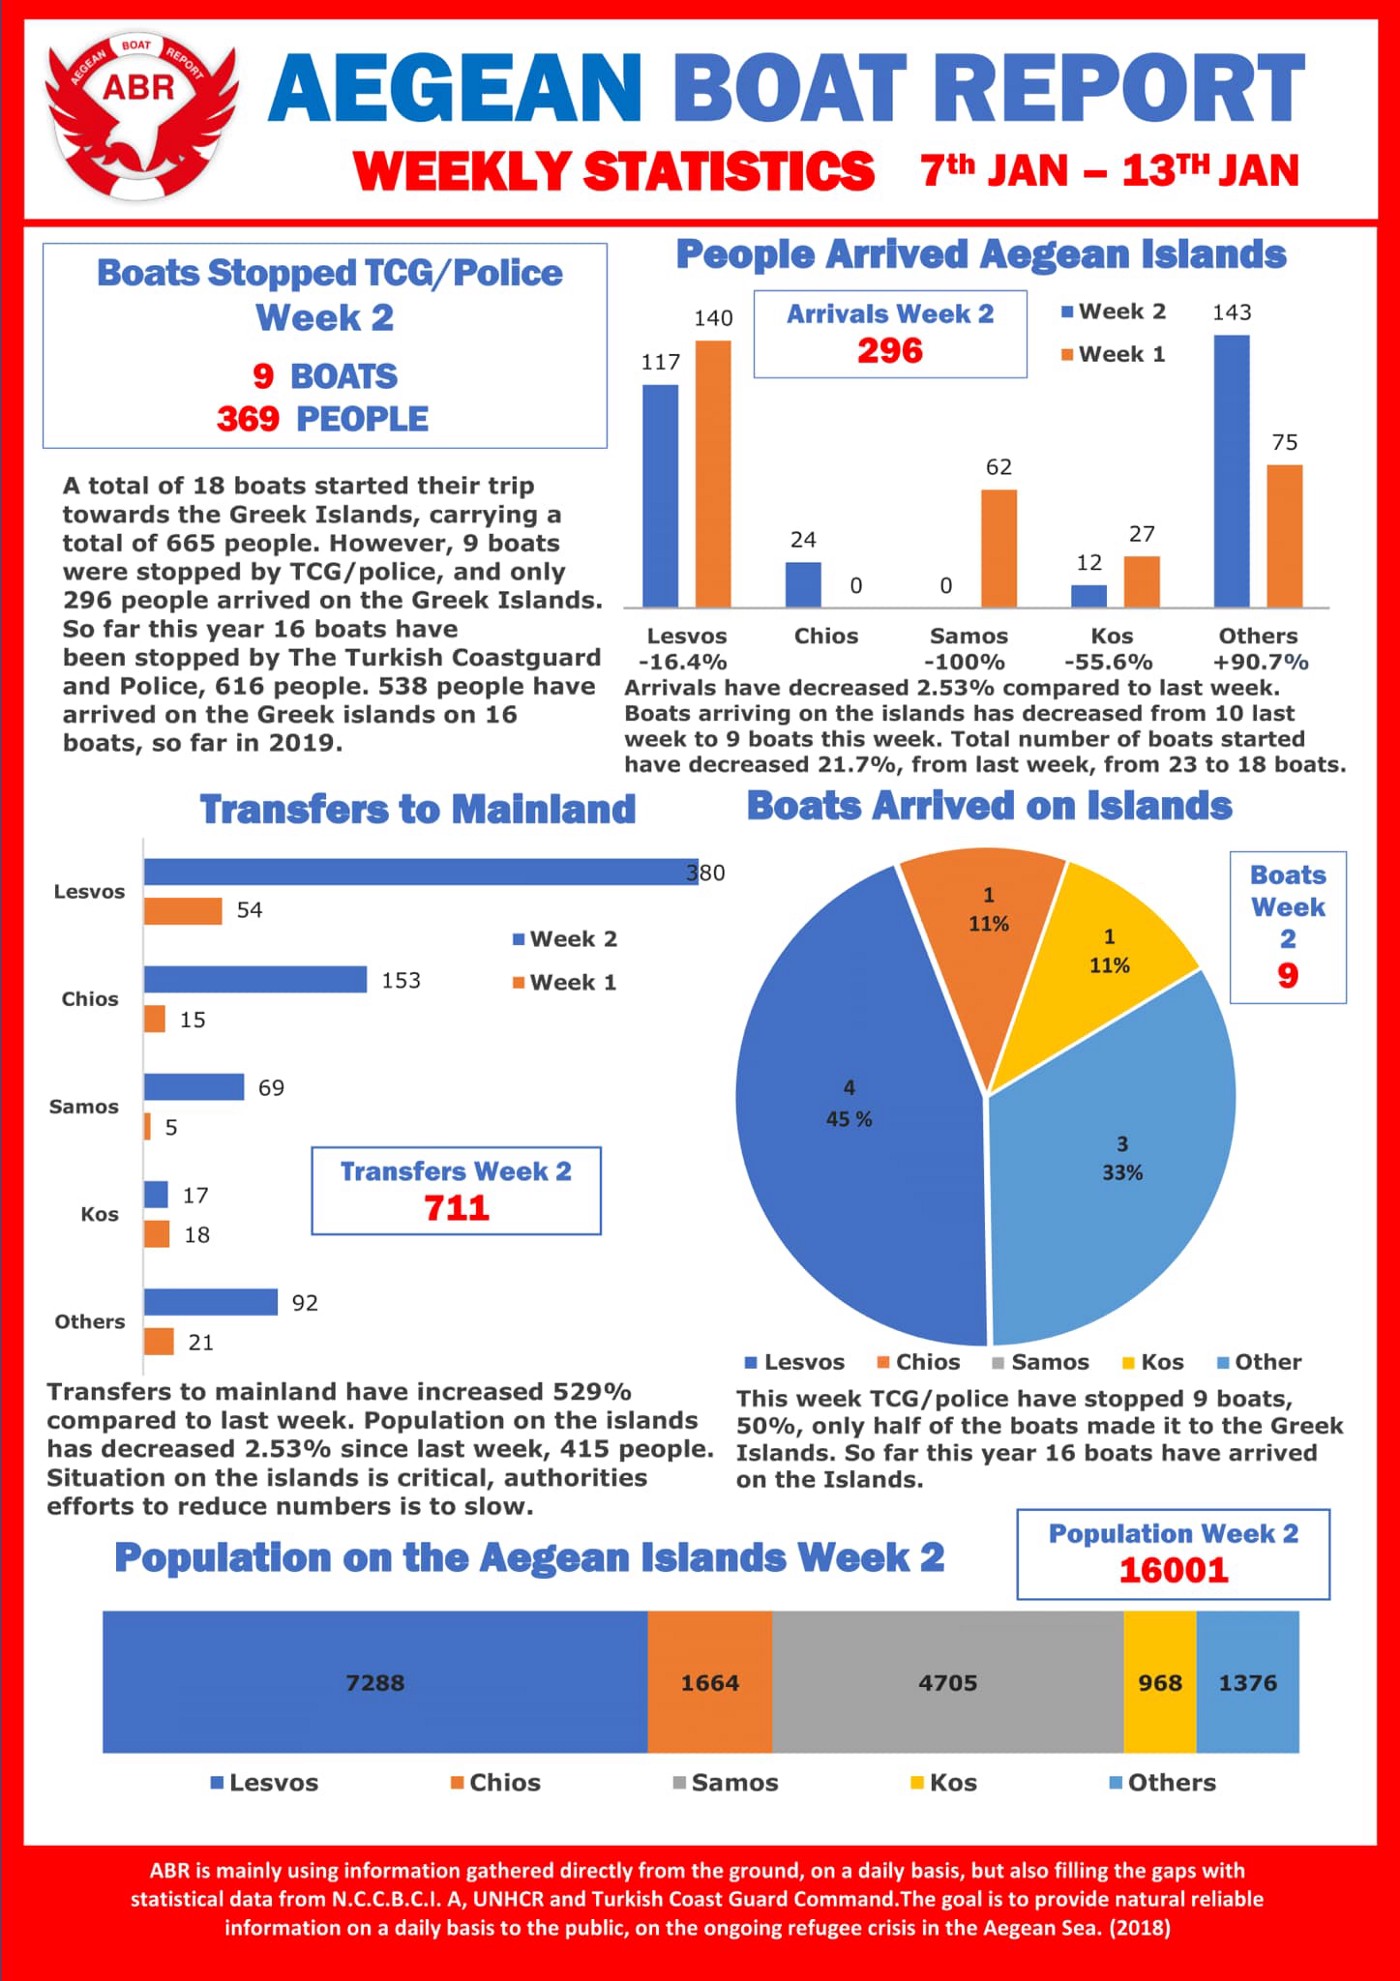 AEGEAN BOAT REPORT
ABR
AEGEAN BOAT REPORT
WEEKLY STATISTICS 7th JAN – 13TH JAN
Boats Stopped TCG/Police
Week 2
9 BOATS
369 PEOPLE
A total of 18 boats started their trip
towards the Greek Islands, carrying a
total of 665 people. However, 9 boats
were stopped by TCG/police, and only
296 people arrived on the Greek Islands.
So far this year 16 boats have
been stopped by The Turkish Coastguard
and Police, 616 people. 538 people have
arrived on the Greek islands on 16
boats, so far in 2019.
People Arrived Aegean Islands
Arrivals Week 2
296
Week 2
Week 1
117
140
24
0
0
62
12
27
143
75
Lesvos Chios Samos Kos Others
-16.4% -100% -55.6% +90.7%
Arrivals have decreased 2.53% compared to last week.
Boats arriving on the islands has decreased from 10 last
week to 9 boats this week. Total number of boats started
have decreased 21.7%, from last week, from 23 to 18 boats.
Transfers to Mainland
Lesvos
380
54
Week 2
Week 1
Chios
153
15
Samos
69
5
Kos
17
18
Others
92
21
Transfers Week 2
711
Transfers to mainland have increased 529%
compared to last week. Population on the islands
has decreased 2.53% since last week, 415 people.
Situation on the islands is critical, authorities
efforts to reduce numbers is to slow.
Boats Arrived on Islands
Boats
Week
2
9
1
11%
1
11%
4
45 %
3
33%
Lesvos Chios Samos Kos Other
This week TCG/police have stopped 9 boats,
50%, only half of the boats made it to the Greek
Islands. So far this year 16 boats have arrived
on the Islands.
Population on the Aegean Islands Week 2
Population Week 2
16001
7288 1664 4705 968 1376
Lesvos Chios Samos Kos Others
ABR is mainly using information gathered directly from the ground, on a daily basis, but also filling the gaps with
statistical data from N.C.C.B.C.I. A, UNHCR and Turkish Coast Guard Command.The goal is to provide natural reliable
information on a daily basis to the public, on the ongoing refugee crisis in the Aegean Sea. (2018)